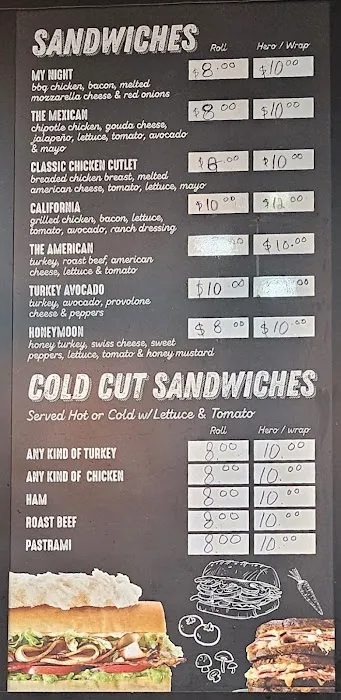 SANDWICHES
Roll Hero / Wrap
MY NIGHT $8.00 $10.00
bbq chicken, bacon, melted
mozzarella cheese & red onions
THE MEXICAN $8.00 $10.00
chipotle chicken, gouda cheese,
jalapeño, lettuce, tomato, avocado
& mayo
CLASSIC CHICKEN CUTLET $8.00 $10.00
breaded chicken breast, melted
american cheese, tomato, lettuce, mayo
CALIFORNIA $10.00 $12.00
grilled chicken, bacon, lettuce,
tomato, avocado, ranch dressing
THE AMERICAN $10.00
turkey, roast beef, american
cheese, lettuce & tomato
TURKEY AVOCADO $10.00
turkey, avocado, provolone
cheese & peppers
HONEYMOON $8.00 $10.00
honey turkey, swiss cheese, sweet
peppers, lettuce, tomato & honey mustard
COLD CUT SANDWICHES
Served Hot or Cold w/Lettuce & Tomato
Roll Hero / wrap
ANY KIND OF TURKEY 8.00 10.00
ANY KIND OF CHICKEN 8.00 10.00
HAM 8.00 10.00
ROAST BEEF 8.00 10.00
PASTRAMI 8.00 10.00